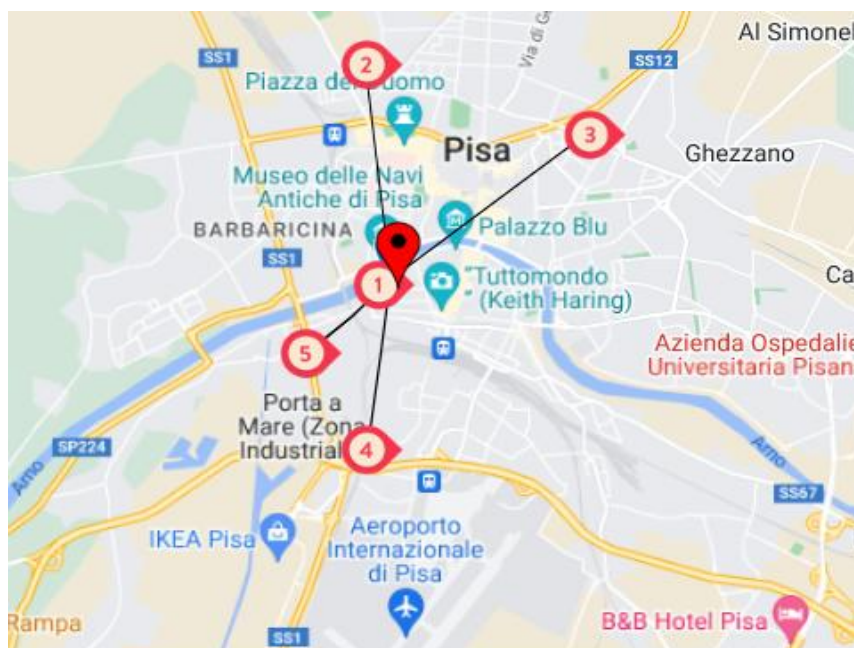 Al Simonel
SS1
Via di G
SS12
2
Piazza del Duomo
3
Pisa
Ghezzano
Museo delle Navi
Antiche di Pisa
BARBARICINA
Palazzo Blu
SS1
Ca
1
"Tuttomondo
" (Keith Haring)
5
Azienda Ospedalie
Universitaria Pisan
Porta a
Mare (Zona
Industrial
4
SP224
Arno
Arno
SS67
IKEA Pisa
Aeroporto
Internazionale
di Pisa
Rampa
SS1
B&B Hotel Pisa